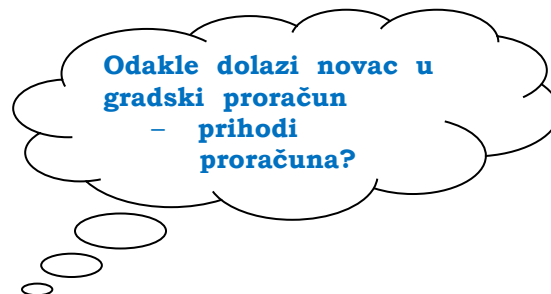 Odakle dolazi novac u
gradski proračun
– prihodi
proračuna?